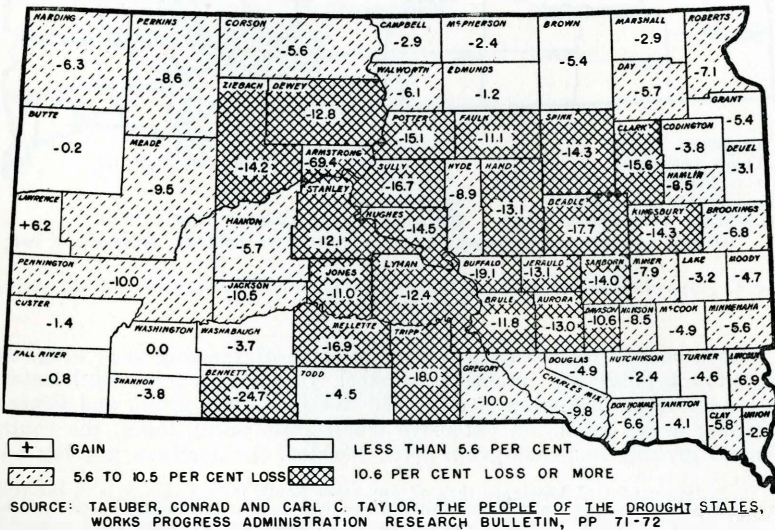 HARDING
-6.3
PERKINS
-8.6
CORSON
-5.6
CAMPBELL
-2.9
McPHERSON
-2.4
BROWN
-5.4
MARSHALL
-2.9
ROBERTS
-7.1
WALWORTH
-6.1
EDMUNDS
-1.2
DAY
-5.7
GRANT
-5.4
BUTTE
-0.2
MEADE
-9.5
ZIEBACH
-14.2
DEWEY
-12.8
ARMSTRONG
-69.4
POTTER
-15.1
FAULK
-11.1
SPINK
-14.3
CLARK
-15.6
CODINGTON
-3.8
DEUEL
-3.1
HAMLIN
-8.5
LAWRENCE
+6.2
HAAKON
-5.7
STANLEY
-12.1
SULLY
-16.7
HUGHES
-14.5
HYDE
-8.9
HAND
-13.1
BEADLE
-17.7
KINGSBURY
-14.3
BROOKINGS
-6.8
PENNINGTON
-10.0
JACKSON
-10.5
JONES
-11.0
LYMAN
-12.4
BUFFALO
-19.1
JERAULD
-13.1
SANBORN
-14.0
MINER
-7.9
LAKE
-3.2
MOODY
-4.7
CUSTER
-1.4
WASHINGTON
0.0
WASHABAUGH
-3.7
MELLETTE
-16.9
TRIPP
-18.0
BRULE
-11.8
AURORA
-13.0
DAVISON
-10.6
HANSON
-8.5
McCOOK
-4.9
MINNEHAHA
-5.6
FALL RIVER
-0.8
SHANNON
-3.8
BENNETT
-24.7
TODD
-4.5
GREGORY
-10.0
CHARLES MIX
9.8
DOUGLAS
-4.9
HUTCHINSON
-2.4
TURNER
-4.6
LINCOLN
-6.9
BON HOMME
-6.6
YANKTON
-4.1
CLAY
-5.8
UNION
-2.6
+ GAIN
LESS THAN 5.6 PER CENT
5.6 TO 10.5 PER CENT LOSS
10.6 PER CENT LOSS OR MORE
SOURCE: TAEUBER, CONRAD AND CARL C. TAYLOR, THE PEOPLE OF THE DROUGHT STATES,
WORKS PROGRESS ADMINISTRATION RESEARCH BULLETIN, PP 71-72